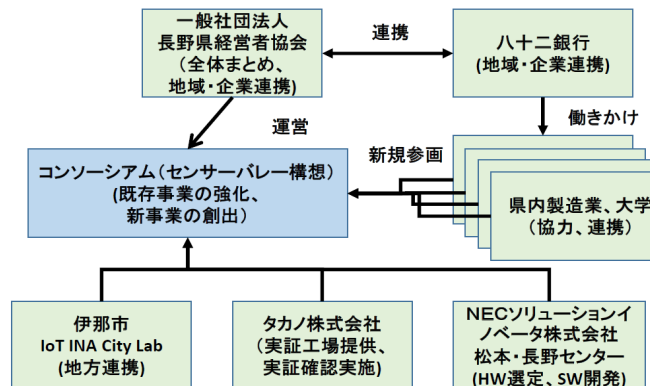 一般社団法人
長野県経営者協会
（全体まとめ、
地域・企業連携）
連携
八十二銀行
(地域・企業連携)
運営
働きかけ
新規参画
コンソーシアム（センサーバレー構想）
(既存事業の強化、
新事業の創出）
県内製造業、大学
（協力、連携）
伊那市
IoT INA City Lab
(地方連携)
タカノ株式会社
（実証工場提供、
実証確認実施）
NECソリューションイ
ノベータ株式会社
松本・長野センター
(HW選定、SW開発)